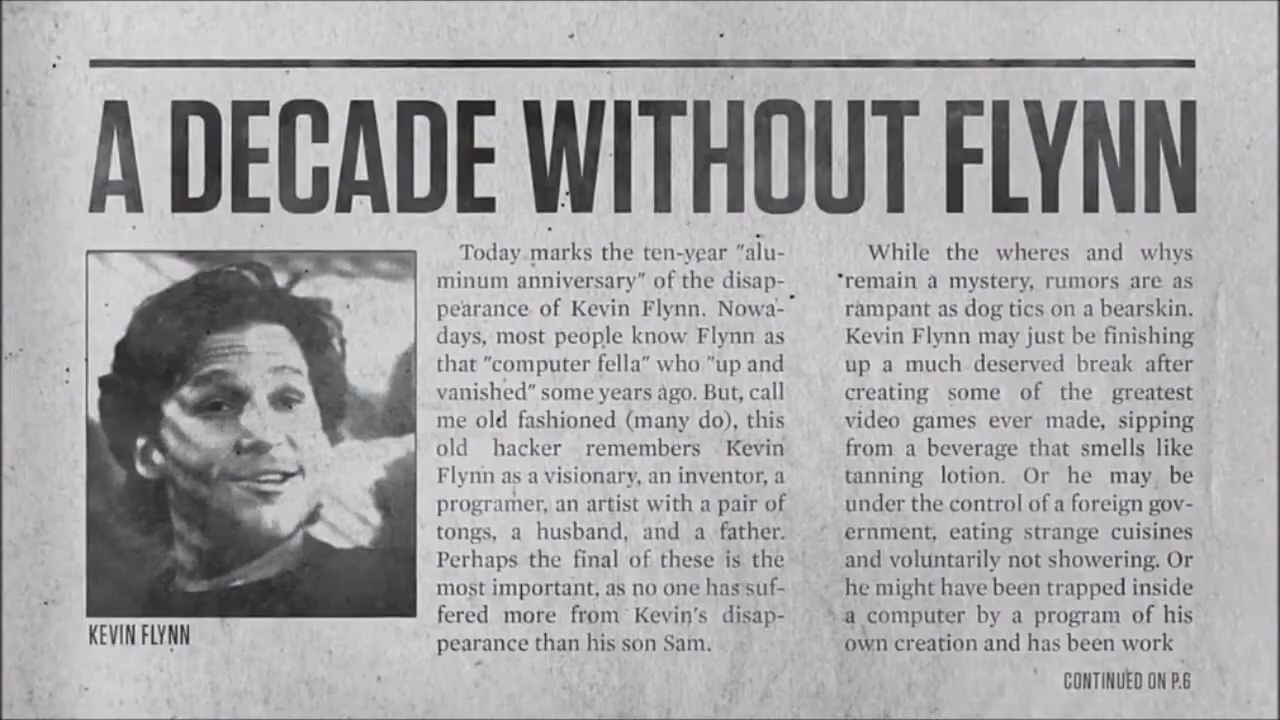 A DECADE WITHOUT FLYNN
Today marks the ten-year "alu-
minum anniversary" of the disap-
pearance of Kevin Flynn. Nowa-
days, most people know Flynn as
that "computer fella" who "up and
vanished" some years ago. But, call
me old fashioned (many do), this
old hacker remembers Kevin
Flynn as a visionary, an inventor, a
programer, an artist with a pair of
tongs, a husband, and a father.
Perhaps the final of these is the
most important, as no one has suf-
fered more from Kevin's disap-
pearance than his son Sam.
While the wheres and whys
remain a mystery, rumors are as
rampant as dog tics on a bearskin.
Kevin Flynn may just be finishing
up a much deserved break after
creating some of the greatest
video games ever made, sipping
from a beverage that smells like
tanning lotion. Or he may be
under the control of a foreign gov-
ernment, eating strange cuisines
and voluntarily not showering. Or
he might have been trapped inside
a computer by a program of his
own creation and has been work
CONTINUED ON P.6
KEVIN FLYNN